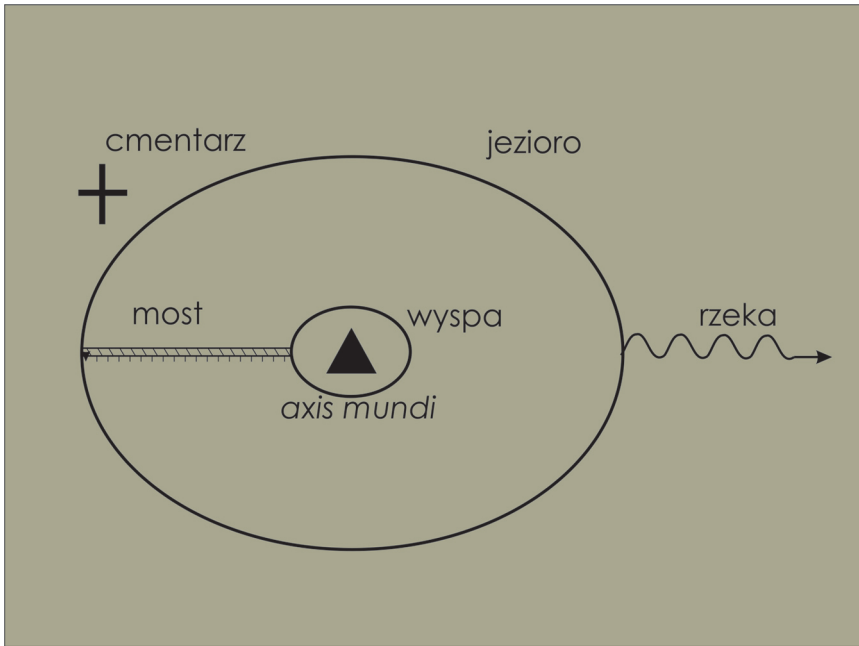 cmentarz
jezioro
most
wyspa
rzeka
axis mundi